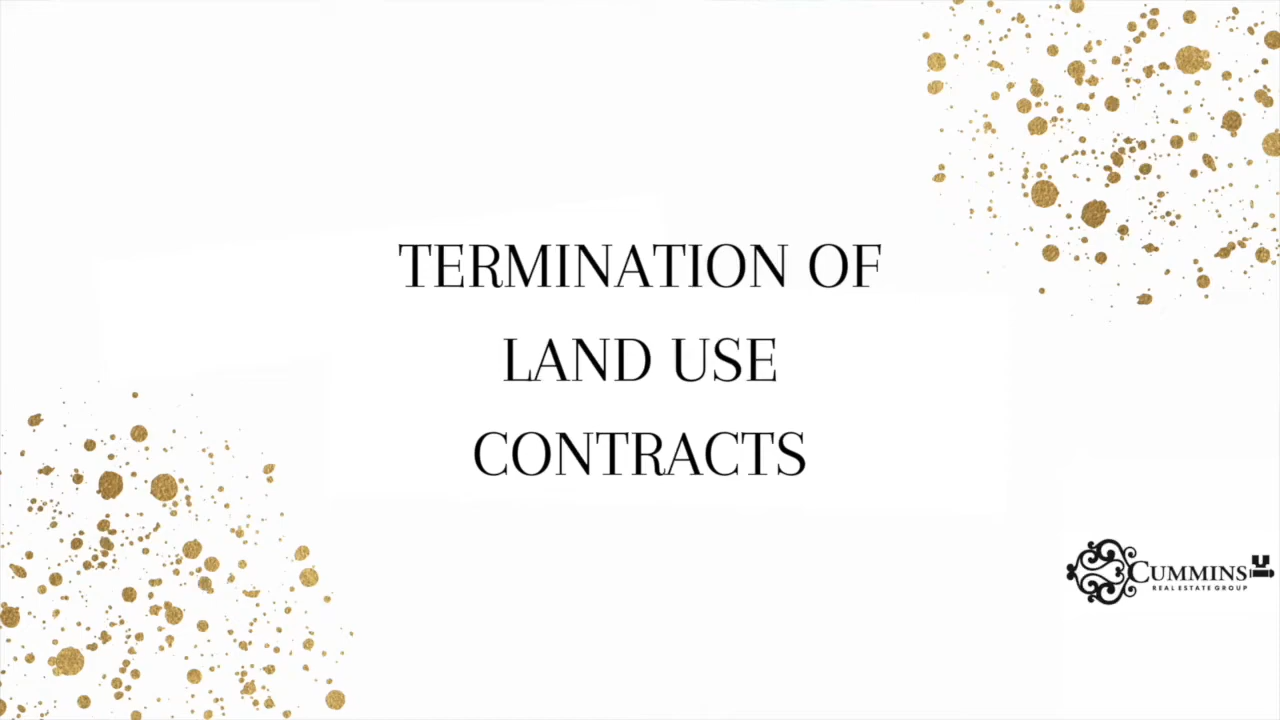 TERMINATION OF
LAND USE
CONTRACTS
CUMMINS
REAL ESTATE GROUP